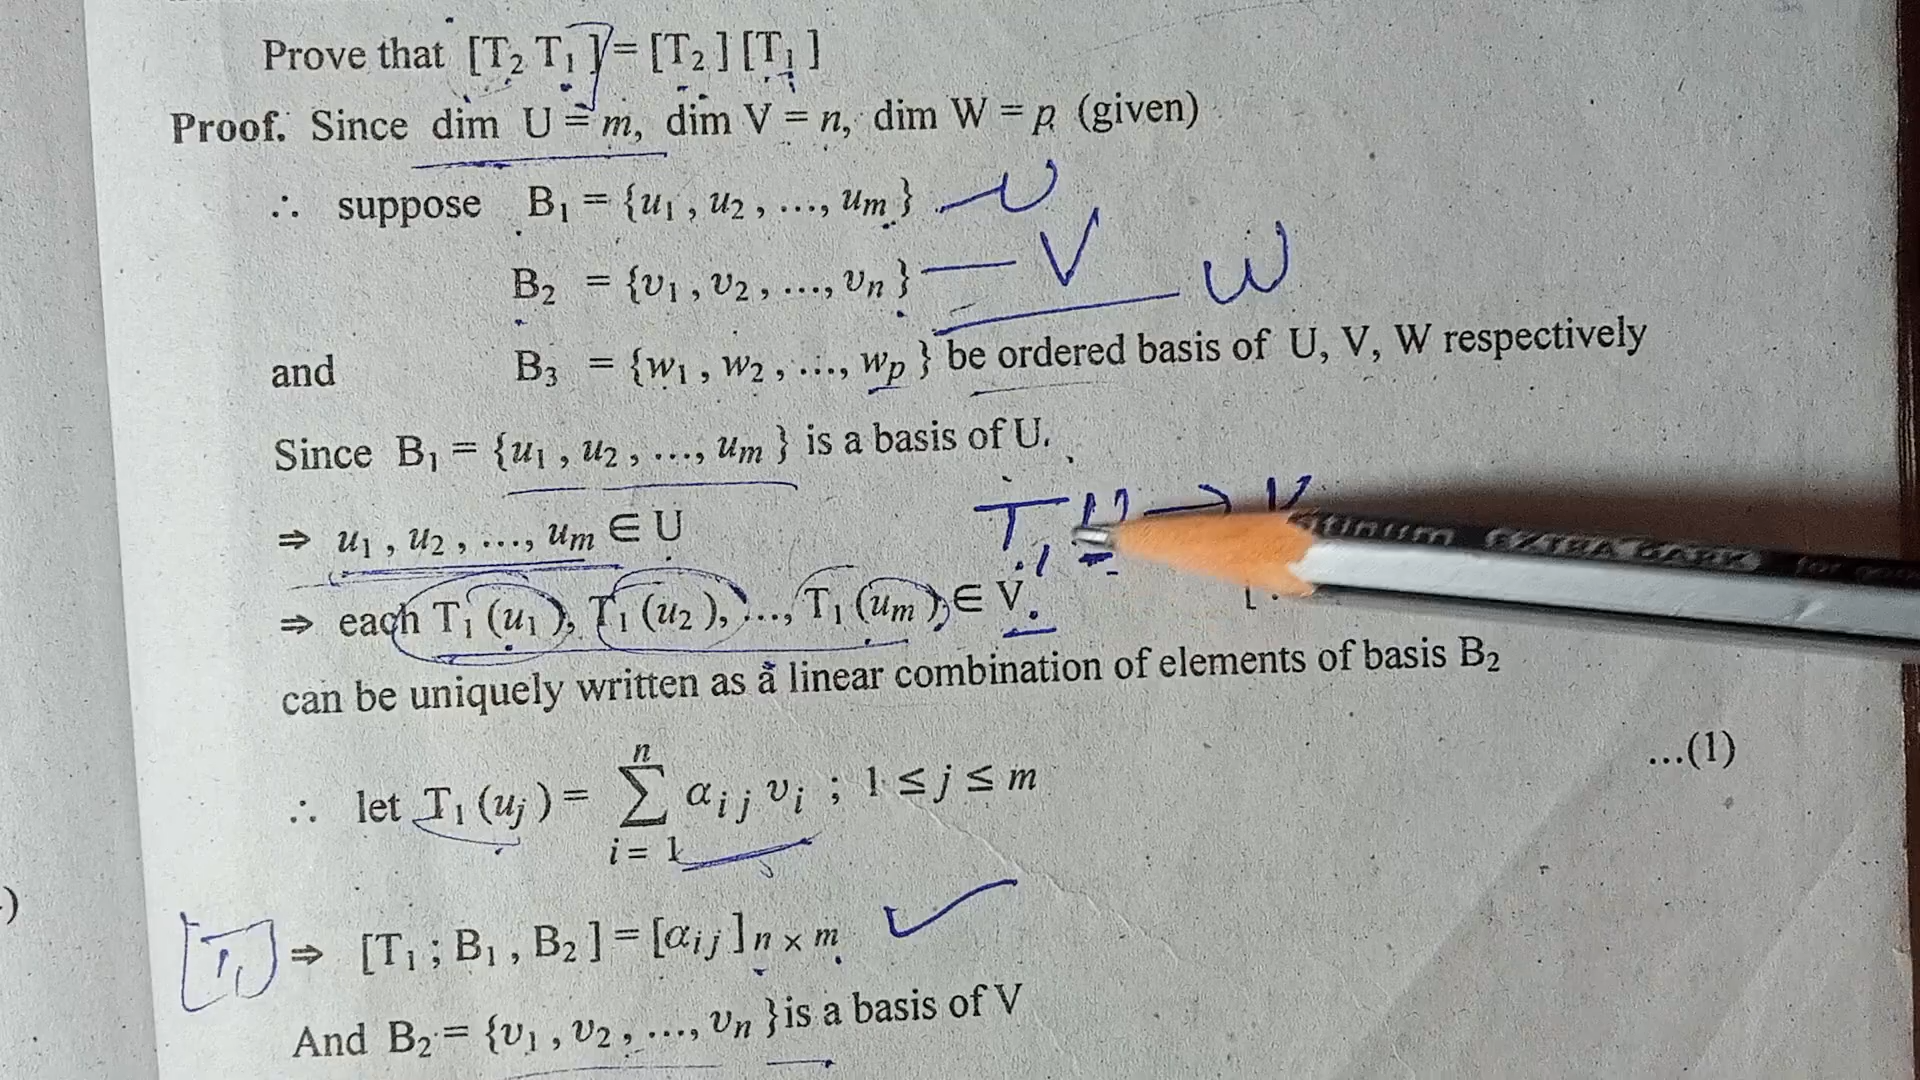 Prove that [T₂ T₁] = [T₂] [T₁]
Proof. Since dim U = m, dim V = n, dim W = p (given)
∴ suppose B₁ = {u₁ , u₂ , ..., uₘ} U
B₂ = {v₁ , v₂ , ..., vₙ} V W
and B₃ = {w₁ , w₂ , ..., wₚ} be ordered basis of U, V, W respectively
Since B₁ = {u₁ , u₂ , ..., uₘ} is a basis of U.
⇒ u₁ , u₂ , ..., uₘ ∈ U T₁ U → V
⇒ each T₁ (u₁), T₁ (u₂), ..., T₁ (uₘ) ∈ V.
can be uniquely written as a linear combination of elements of basis B₂
...(1)
∴ let T₁ (uⱼ) = n ∑ i = 1 αᵢ ⱼ vᵢ ; 1 ≤ j ≤ m
[T₁] ⇒ [T₁ ; B₁ , B₂] = [αᵢⱼ]n × m
And B₂ = {v₁ , v₂ , ..., vₙ} is a basis of V